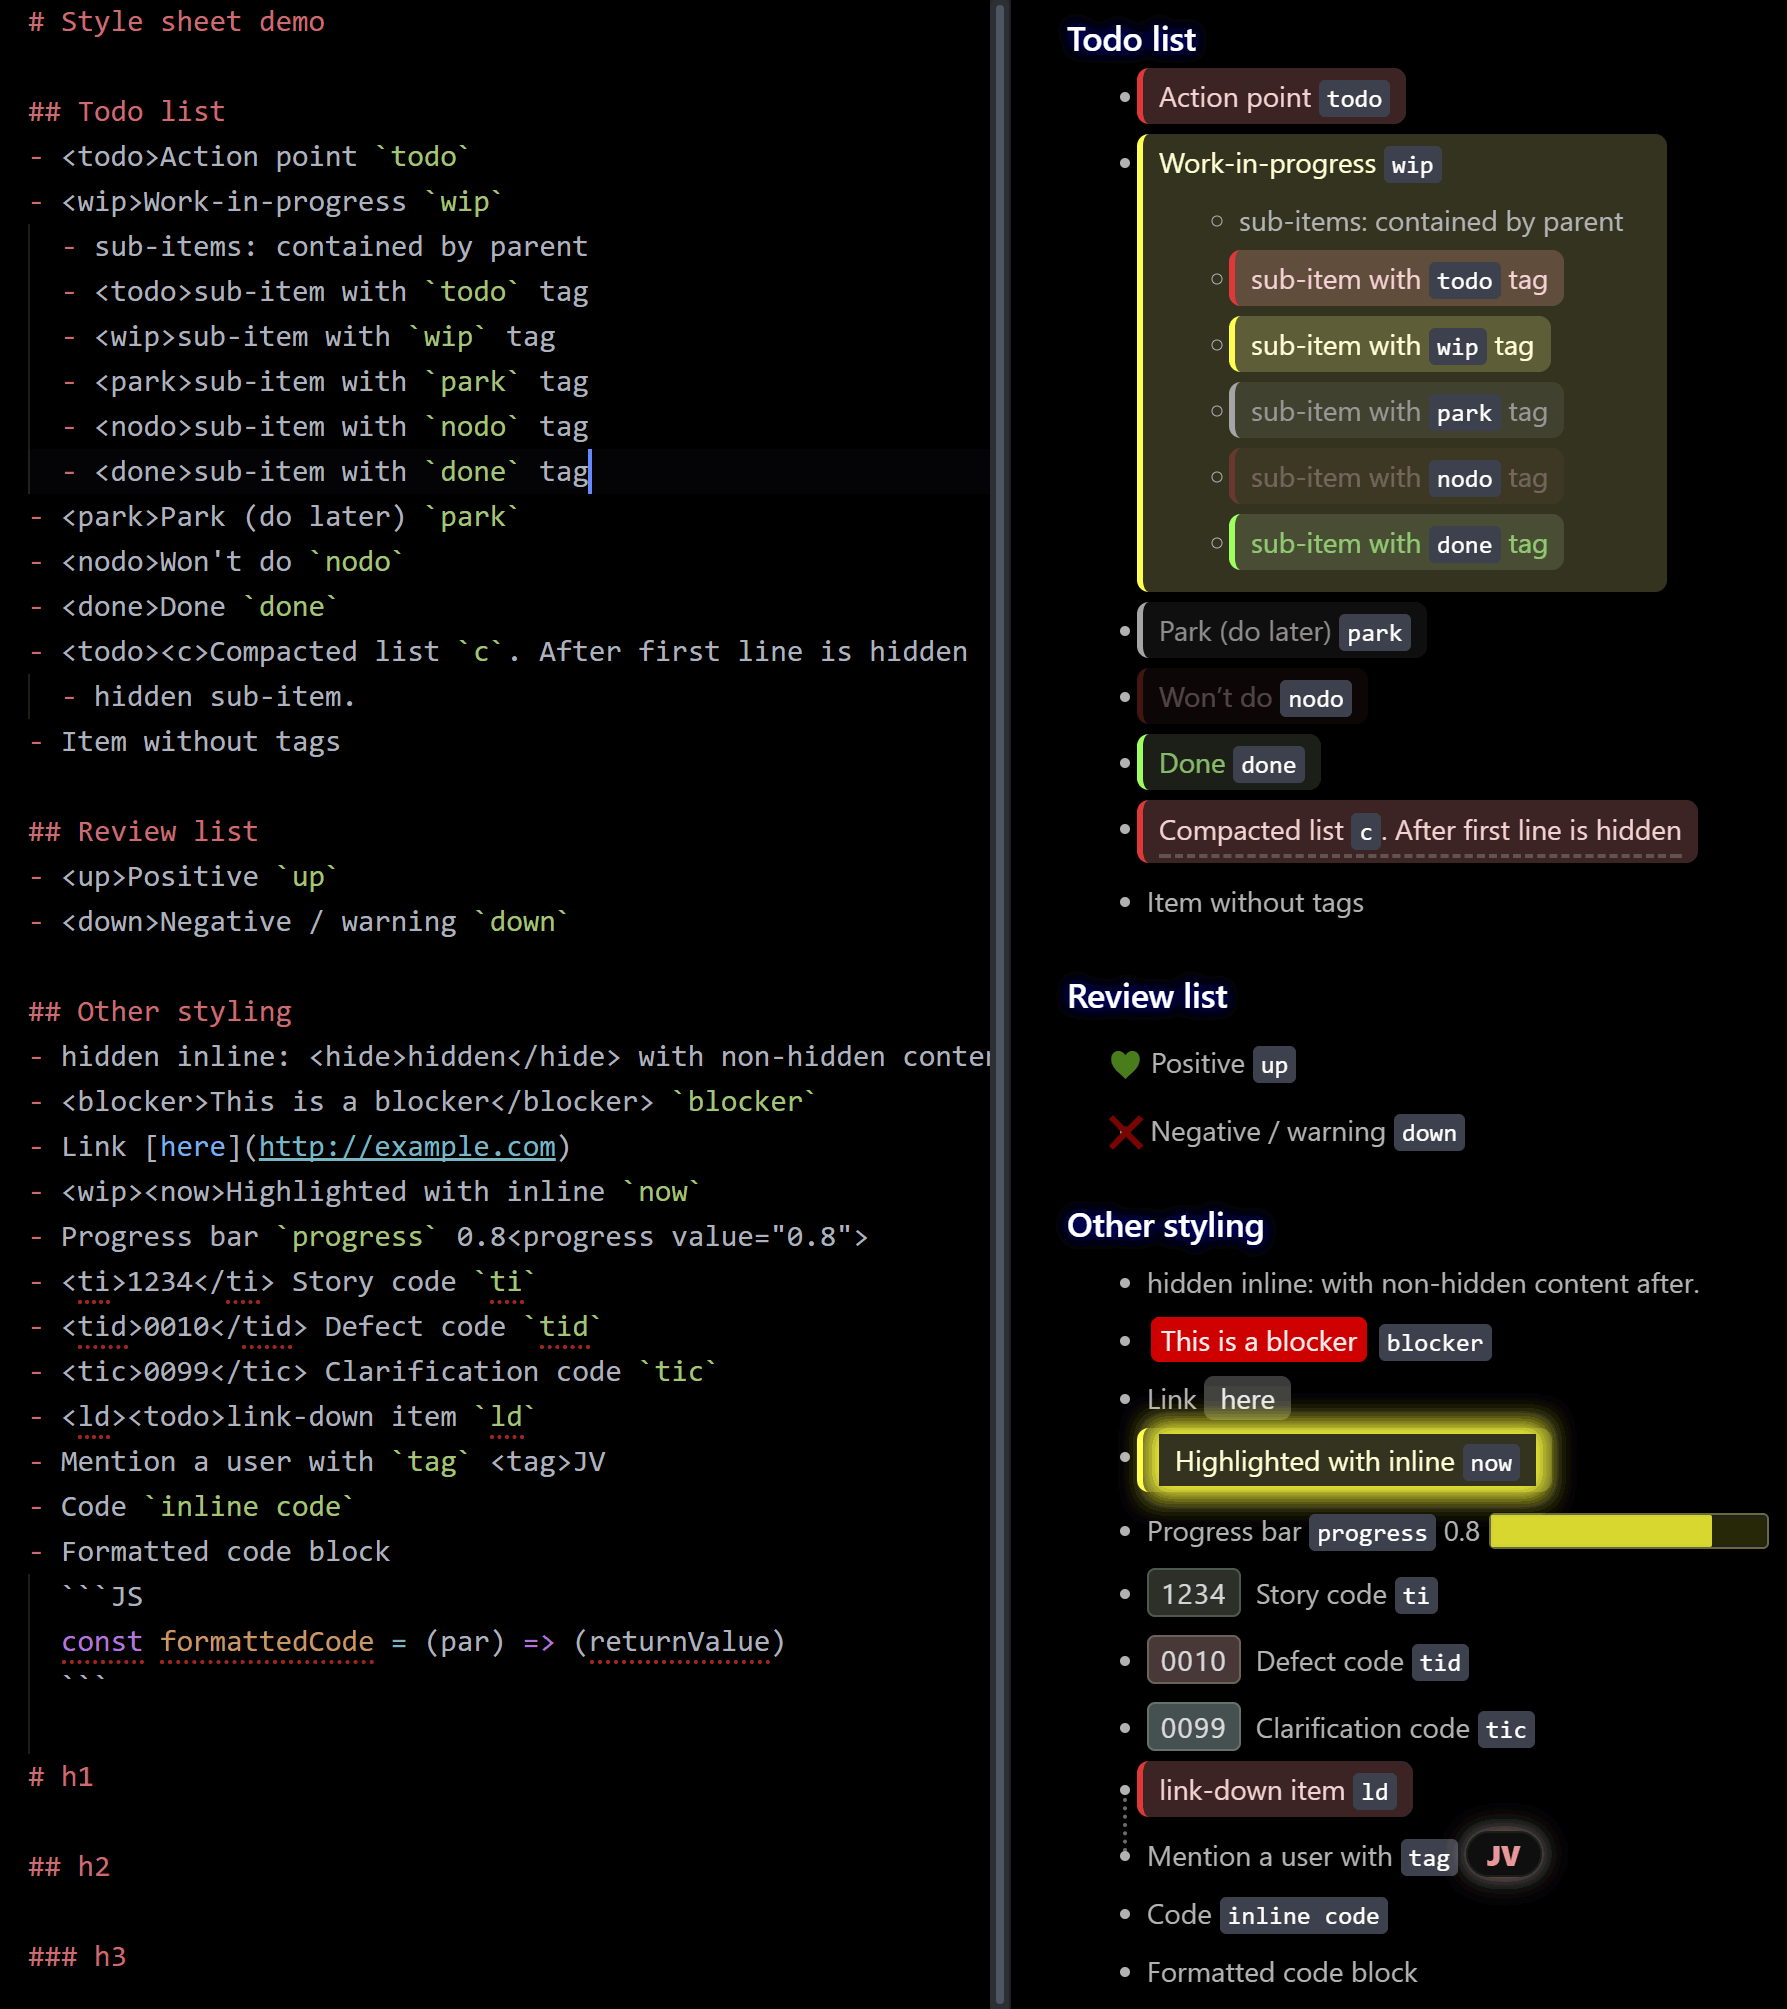 # Style sheet demo
## Todo list
- <todo>Action point `todo`
- <wip>Work-in-progress `wip`
- sub-items: contained by parent
- <todo>sub-item with `todo` tag
- <wip>sub-item with `wip` tag
- <park>sub-item with `park` tag
- <nodo>sub-item with `nodo` tag
- <done>sub-item with `done` tag
- <park>Park (do later) `park`
- <nodo>Won't do `nodo`
- <done>Done `done`
- <todo><c>Compacted list `c`. After first line is hidden
- hidden sub-item.
- Item without tags
## Review list
- <up>Positive `up`
- <down>Negative / warning `down`
## Other styling
- hidden inline: <hide>hidden</hide> with non-hidden conten
- <blocker>This is a blocker</blocker> `blocker`
- Link [here](http://example.com)
- <wip><now>Highlighted with inline `now`
- Progress bar `progress` 0.8<progress value="0.8">
- <ti>1234</ti> Story code `ti`
- <tid>0010</tid> Defect code `tid`
- <tic>0099</tic> Clarification code `tic`
- <ld><todo>link-down item `ld`
- Mention a user with `tag` <tag>JV
- Code `inline code`
- Formatted code block
```JS
const formattedCode = (par) => (returnValue)
```
# h1
## h2
### h3
Todo list
Action point todo
Work-in-progress wip
sub-items: contained by parent
sub-item with todo tag
sub-item with wip tag
sub-item with park tag
sub-item with nodo tag
sub-item with done tag
Park (do later) park
Won’t do nodo
Done done
Compacted list c. After first line is hidden
Item without tags
Review list
Positive up
Negative / warning down
Other styling
hidden inline: with non-hidden content after.
This is a blocker blocker
Link here
Highlighted with inline now
Progress bar progress 0.8
1234 Story code ti
0010 Defect code tid
0099 Clarification code tic
link-down item ld
Mention a user with tag JV
Code inline code
Formatted code block